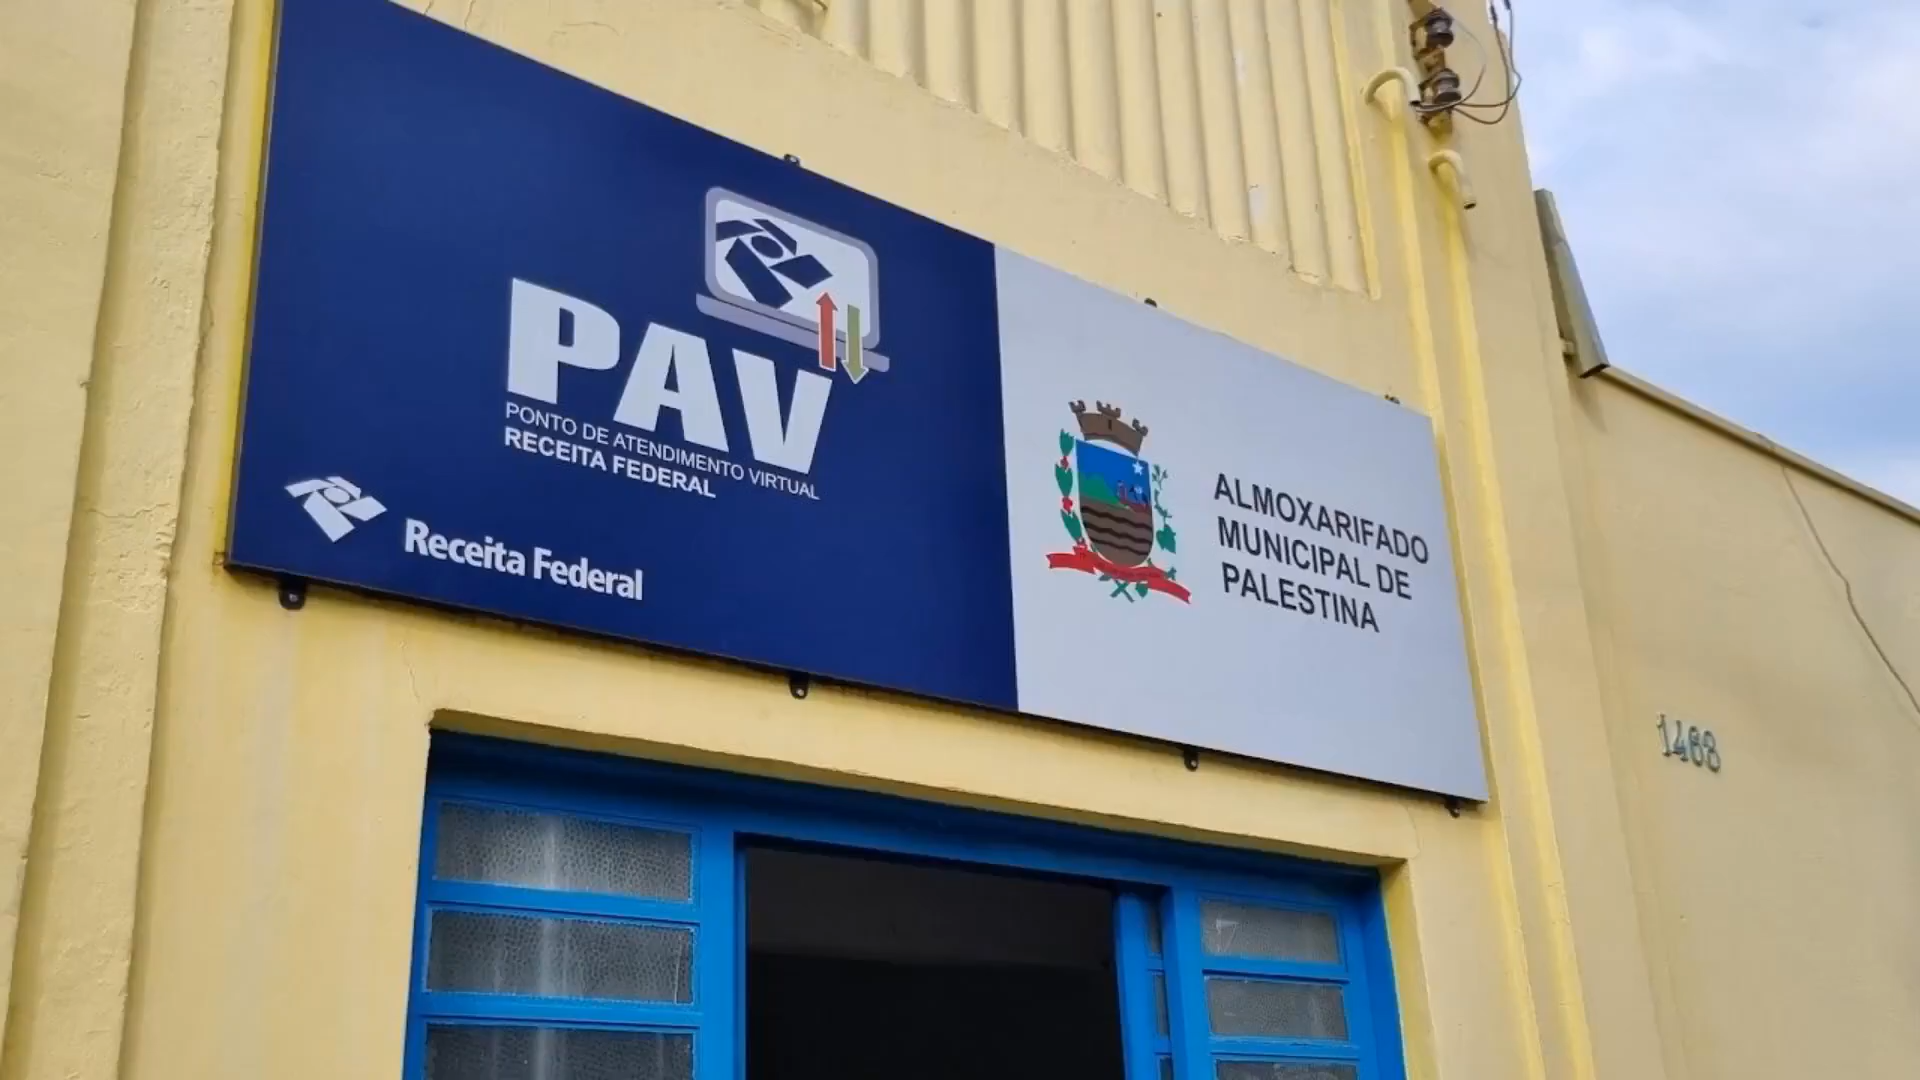 PAV
PONTO DE ATENDIMENTO VIRTUAL
RECEITA FEDERAL
Receita Federal
ALMOXARIFADO
MUNICIPAL DE
PALESTINA
1468